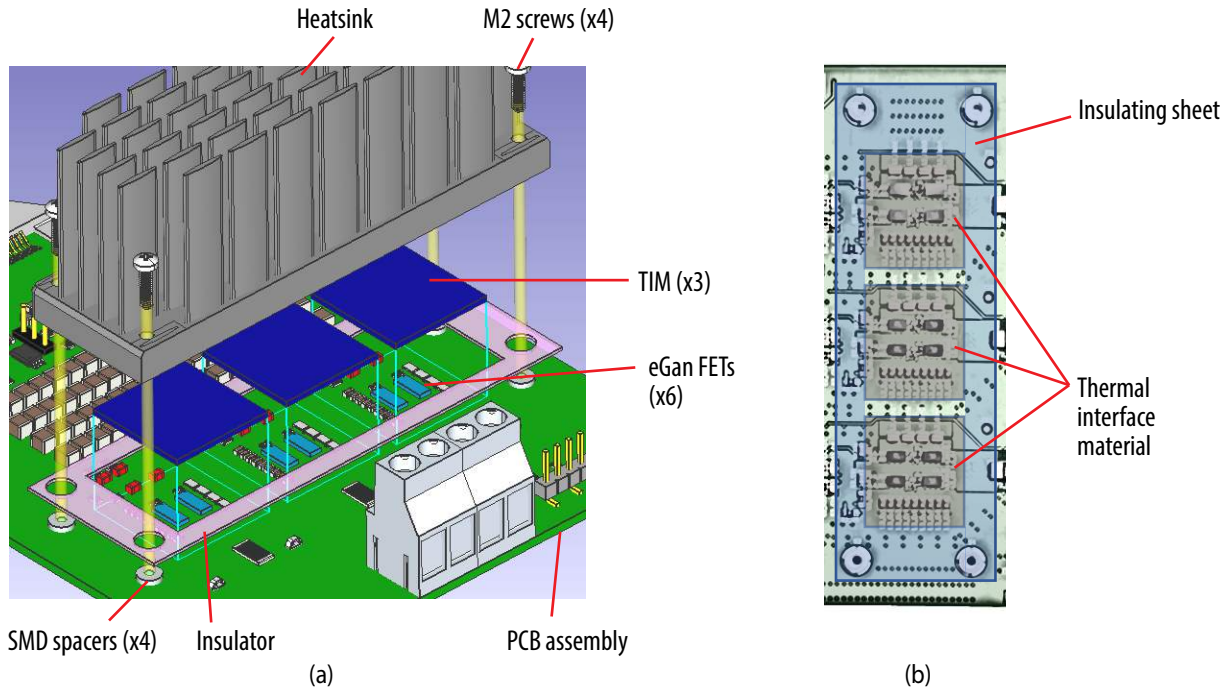 Heatsink
M2 screws (x4)
TIM (x3)
eGan FETs
(x6)
SMD spacers (x4)
Insulator
PCB assembly
(a)
Insulating sheet
Thermal
interface
material
(b)